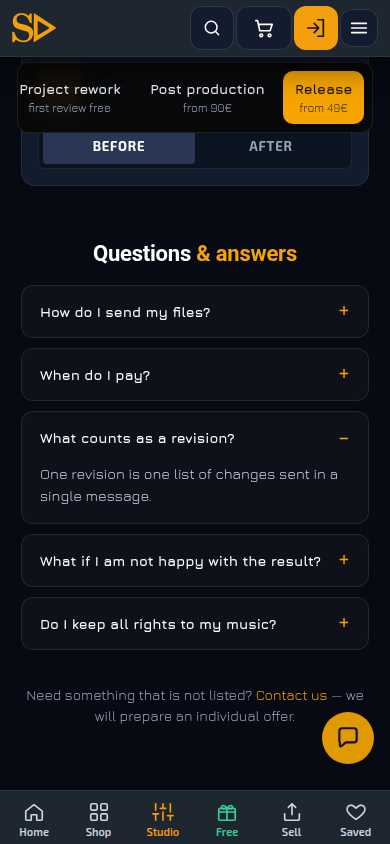 Project rework
first review free
Post production
from 90€
Release
from 49€
BEFORE
AFTER
Questions & answers
How do I send my files?
+
When do I pay?
+
What counts as a revision?
–
One revision is one list of changes sent in a
single message.
What if I am not happy with the result?
+
Do I keep all rights to my music?
+
Need something that is not listed? Contact us — we
will prepare an individual offer.
Home
Shop
Studio
Free
Sell
Saved